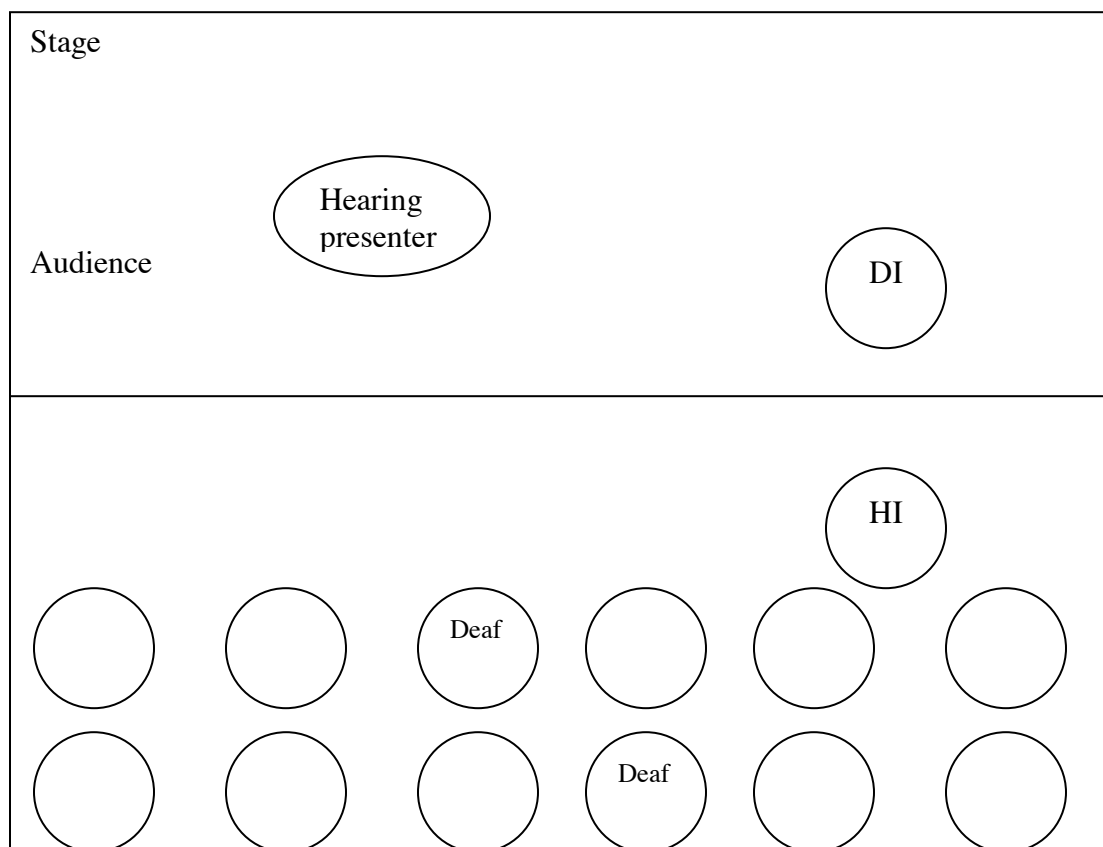 Stage
Hearing
presenter
Audience
DI
HI
Deaf
Deaf